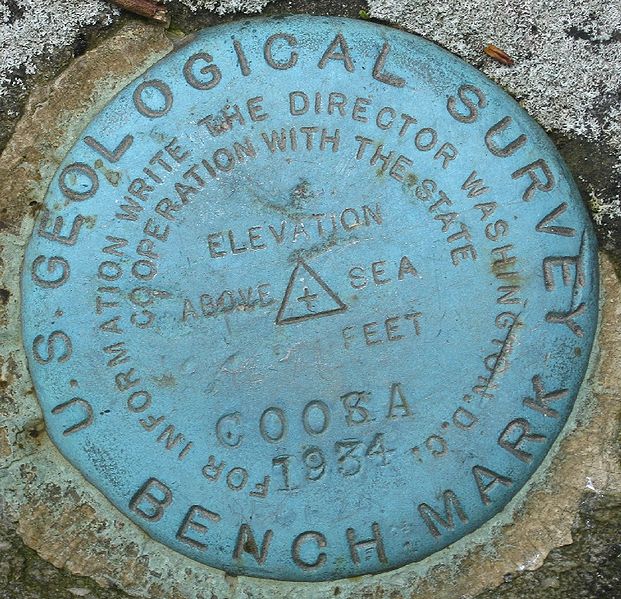 U.S. GEOLOGICAL SURVEY
BENCH MARK
FOR INFORMATION WRITE THE DIRECTOR WASHINGTON, D.C.
COOPERATION WITH THE STATE
ELEVATION
ABOVE SEA
FEET
COOSA
1934